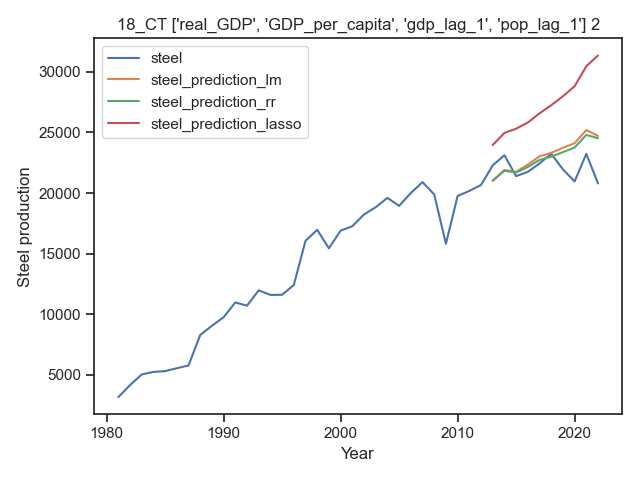 18_CT ['real_GDP', 'GDP_per_capita', 'gdp_lag_1', 'pop_lag_1'] 2
steel
steel_prediction_lm
steel_prediction_rr
steel_prediction_lasso
Steel production
30000
25000
20000
15000
10000
5000
1980
1990
2000
2010
2020
Year